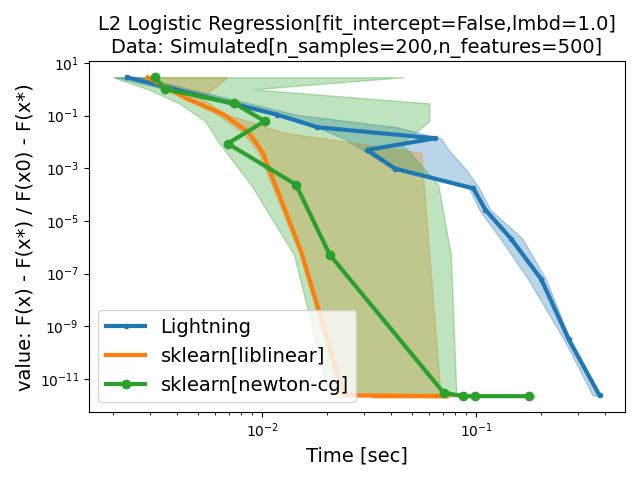 L2 Logistic Regression[fit_intercept=False,lmbd=1.0]
Data: Simulated[n_samples=200,n_features=500]
value: F(x) - F(x*) / F(x0) - F(x*)
10¹
10⁻¹
10⁻³
10⁻⁵
10⁻⁷
10⁻⁹
10⁻¹¹
Lightning
sklearn[liblinear]
sklearn[newton-cg]
10⁻² 10⁻¹
Time [sec]